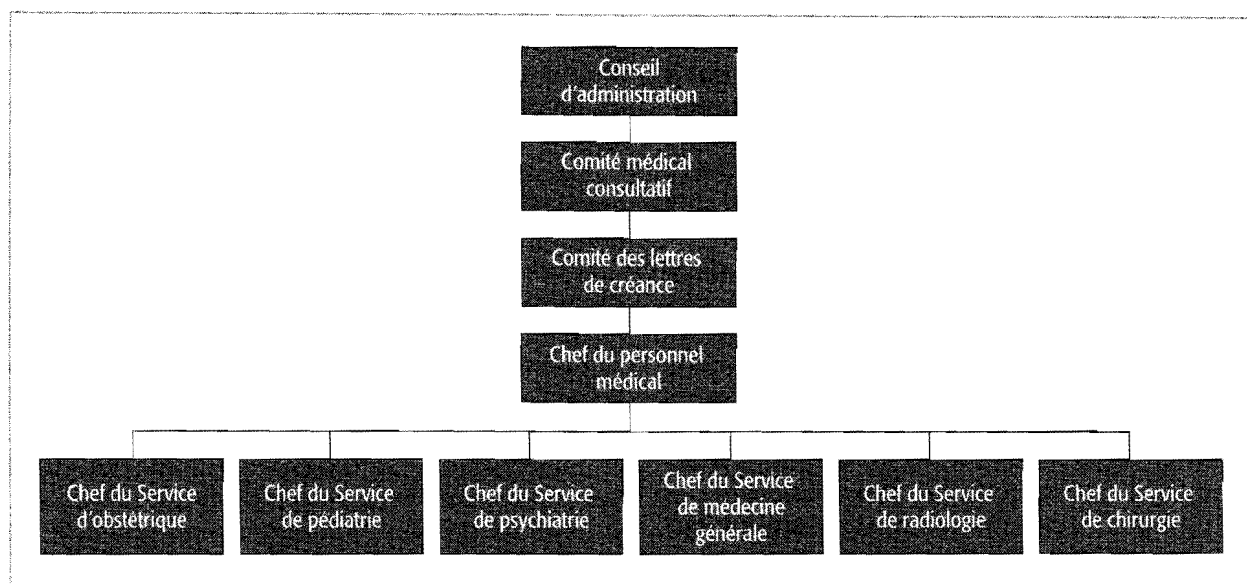 Conseil
d'administration
Comité médical
consultatif
Comité des lettres
de créance
Chef du personnel
médical
Chef du Service
d'obstétrique
Chef du Service
de pédiatrie
Chef du Service
de psychiatrie
Chef du Service
de médecine
générale
Chef du Service
de radiologie
Chef du Service
de chirurgie